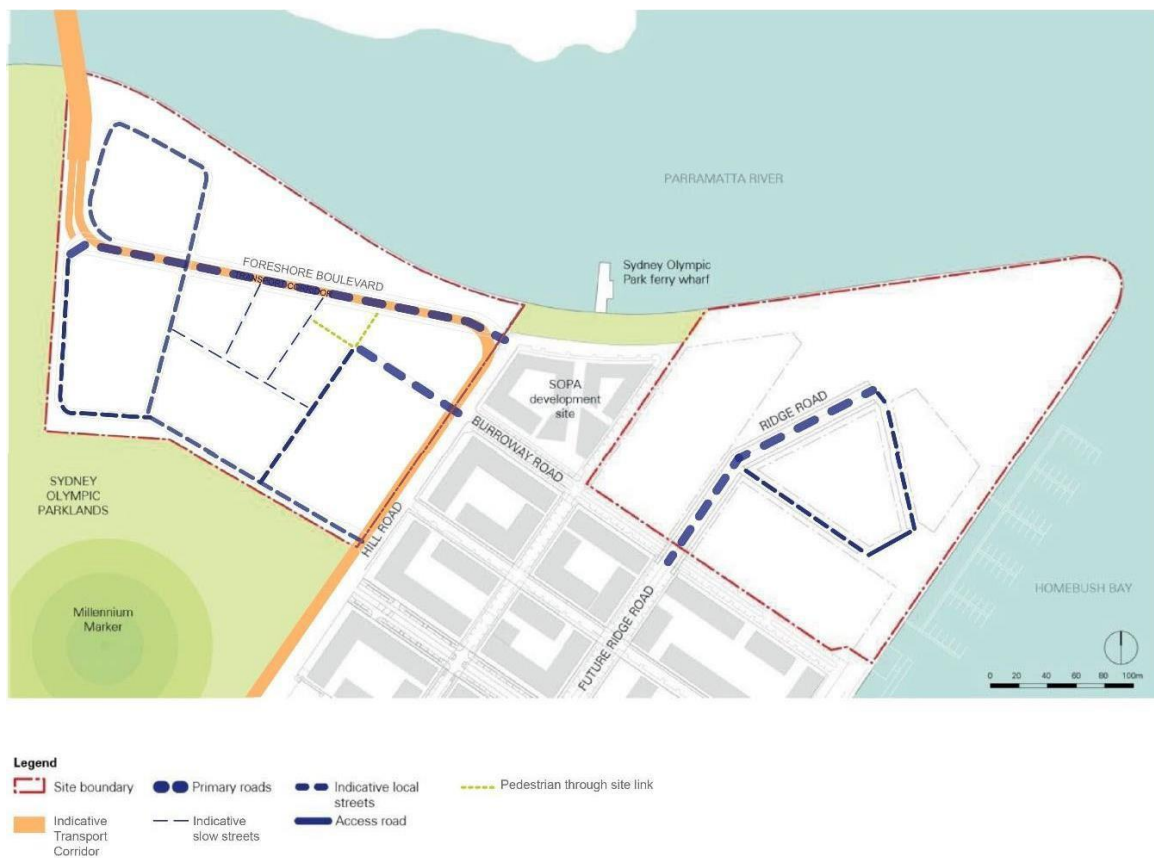 PARRAMATTA RIVER
FORESHORE BOULEVARD
TRANSPORT CORRIDOR
Sydney Olympic
Park ferry wharf
SOPA
development
site
RIDGE ROAD
BURROWAY ROAD
SYDNEY
OLYMPIC
PARKLANDS
HILL ROAD
Millennium
Marker
FUTURE RIDGE ROAD
HOMEBUSH BAY
0 20 40 60 80 100m
Legend
Site boundary
Primary roads
Indicative local
streets
Pedestrian through site link
Indicative
Transport
Corridor
Indicative
slow streets
Access road